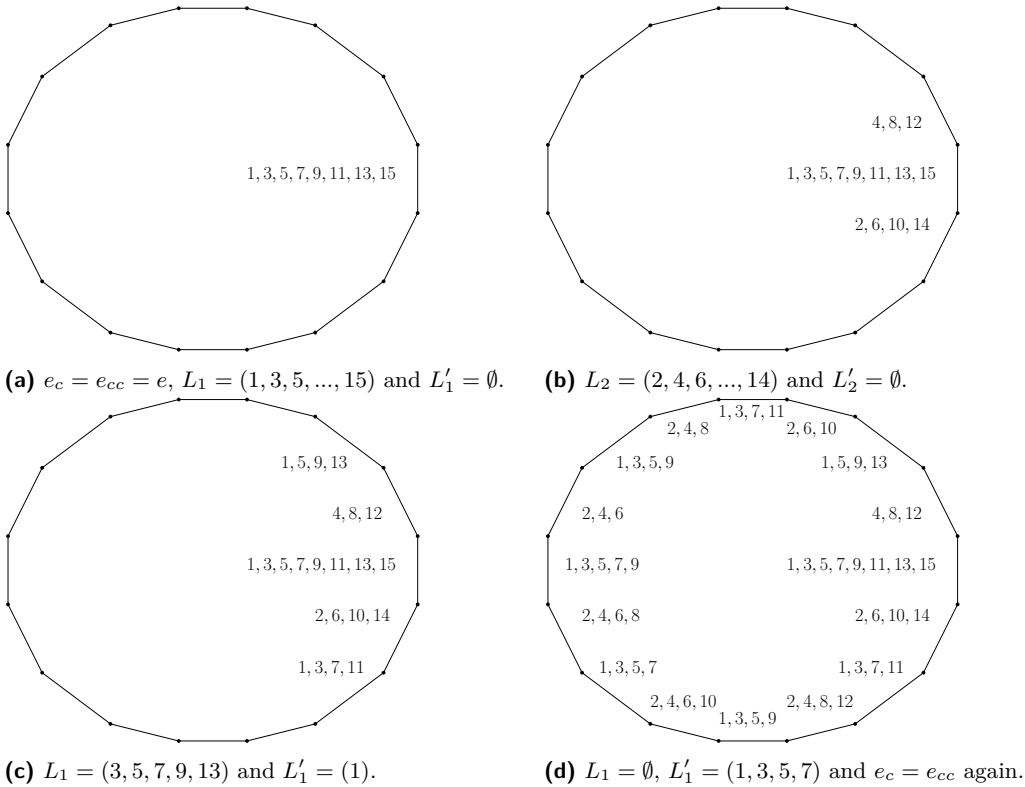 1, 3, 5, 7, 9, 11, 13, 15
(a) e_c = e_cc = e, L_1 = (1, 3, 5, ..., 15) and L′_1 = ∅.
4, 8, 12
1, 3, 5, 7, 9, 11, 13, 15
2, 6, 10, 14
(b) L_2 = (2, 4, 6, ..., 14) and L′_2 = ∅.
1, 5, 9, 13
4, 8, 12
1, 3, 5, 7, 9, 11, 13, 15
2, 6, 10, 14
1, 3, 7, 11
(c) L_1 = (3, 5, 7, 9, 13) and L′_1 = (1).
1, 3, 7, 11
2, 4, 8
2, 6, 10
1, 3, 5, 9
1, 5, 9, 13
2, 4, 6
4, 8, 12
1, 3, 5, 7, 9
1, 3, 5, 7, 9, 11, 13, 15
2, 4, 6, 8
2, 6, 10, 14
1, 3, 5, 7
1, 3, 7, 11
2, 4, 6, 10
2, 4, 8, 12
1, 3, 5, 9
(d) L_1 = ∅, L′_1 = (1, 3, 5, 7) and e_c = e_cc again.